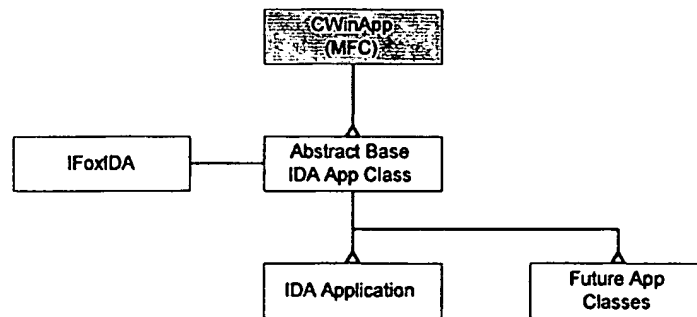 CWinApp
(MFC)
IFoxIDA
Abstract Base
IDA App Class
IDA Application
Future App
Classes